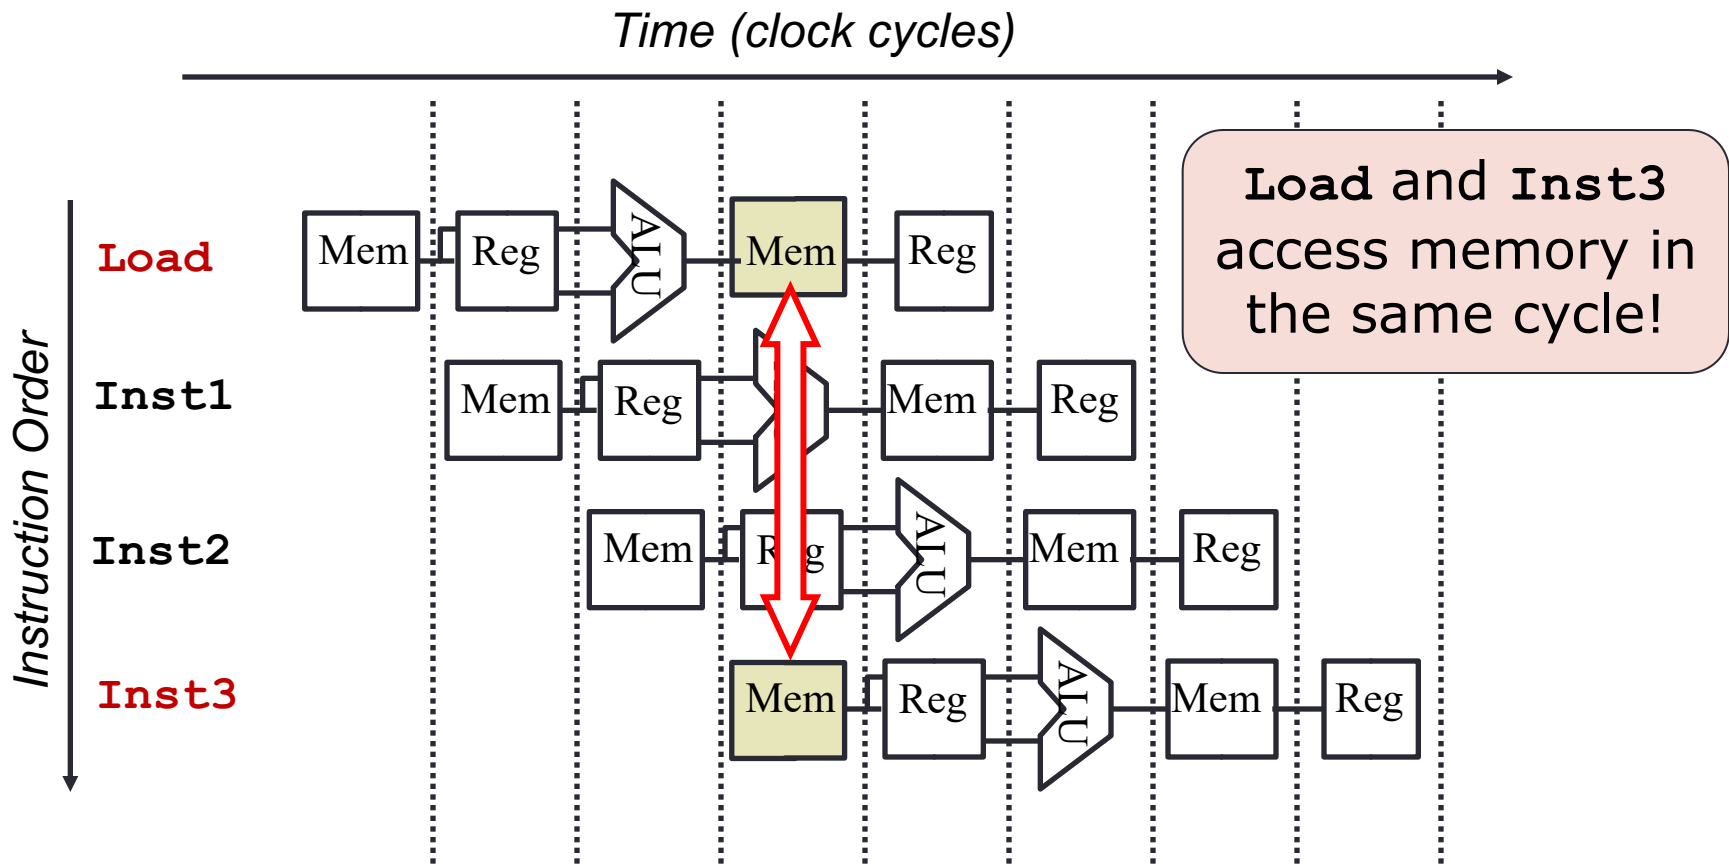 Time (clock cycles)
Load and Inst3
access memory in
the same cycle!
Instruction Order
Load
Mem
Reg
ALU
Mem
Reg
Inst1
Mem
Reg
Mem
Reg
Inst2
Mem
Reg
ALU
Mem
Reg
Inst3
Mem
Reg
ALU
Mem
Reg